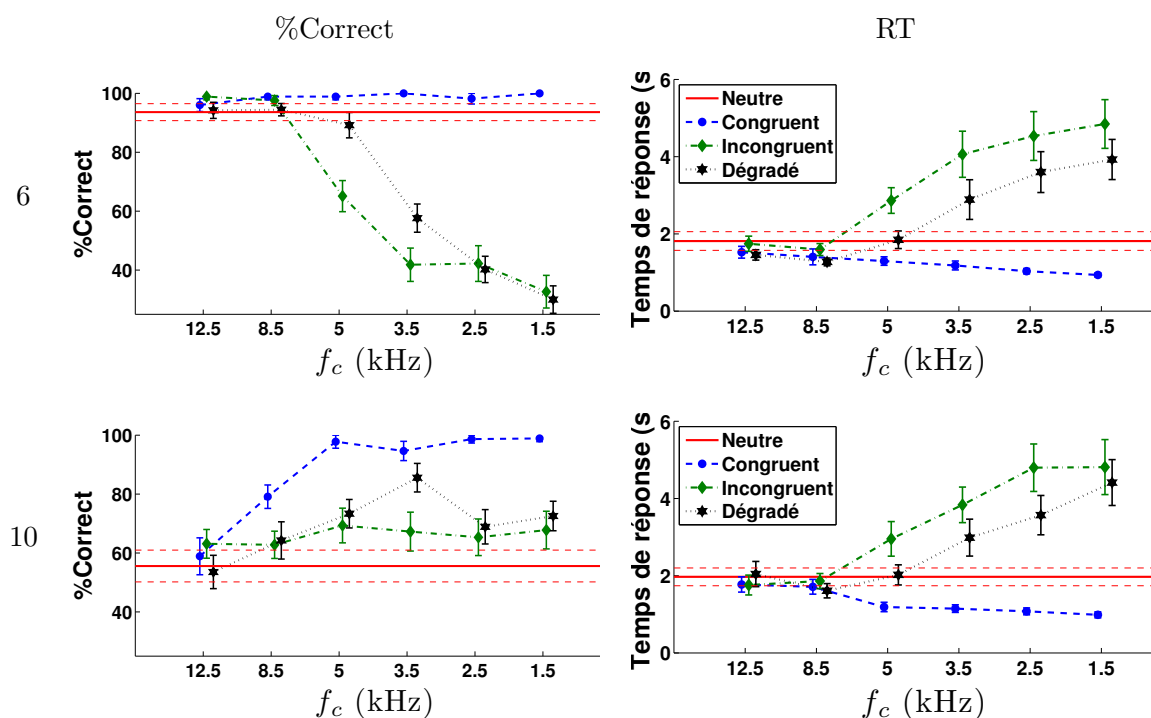 %Correct
RT
6
%Correct
100
80
60
40
12.5 8.5 5 3.5 2.5 1.5
f_c (kHz)
Temps de réponse (s
6
4
2
0
Neutre
Congruent
Incongruent
Dégradé
12.5 8.5 5 3.5 2.5 1.5
f_c (kHz)
10
%Correct
100
80
60
40
12.5 8.5 5 3.5 2.5 1.5
f_c (kHz)
Temps de réponse (s
6
4
2
0
Neutre
Congruent
Incongruent
Dégradé
12.5 8.5 5 3.5 2.5 1.5
f_c (kHz)